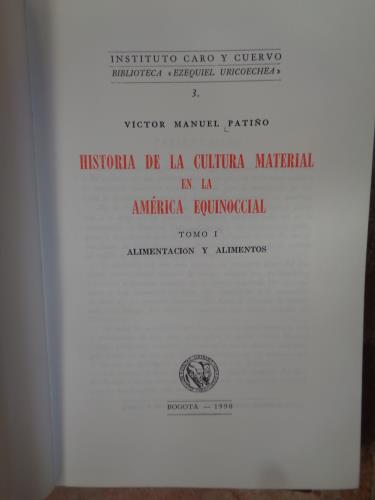 INSTITUTO CARO Y CUERVO
BIBLIOTECA «EZEQUIEL URICOECHEA»
3.
VÍCTOR MANUEL PATIÑO
HISTORIA DE LA CULTURA MATERIAL
EN LA
AMÉRICA EQUINOCCIAL
TOMO I
ALIMENTACION Y ALIMENTOS
BOGOTÁ — 1990